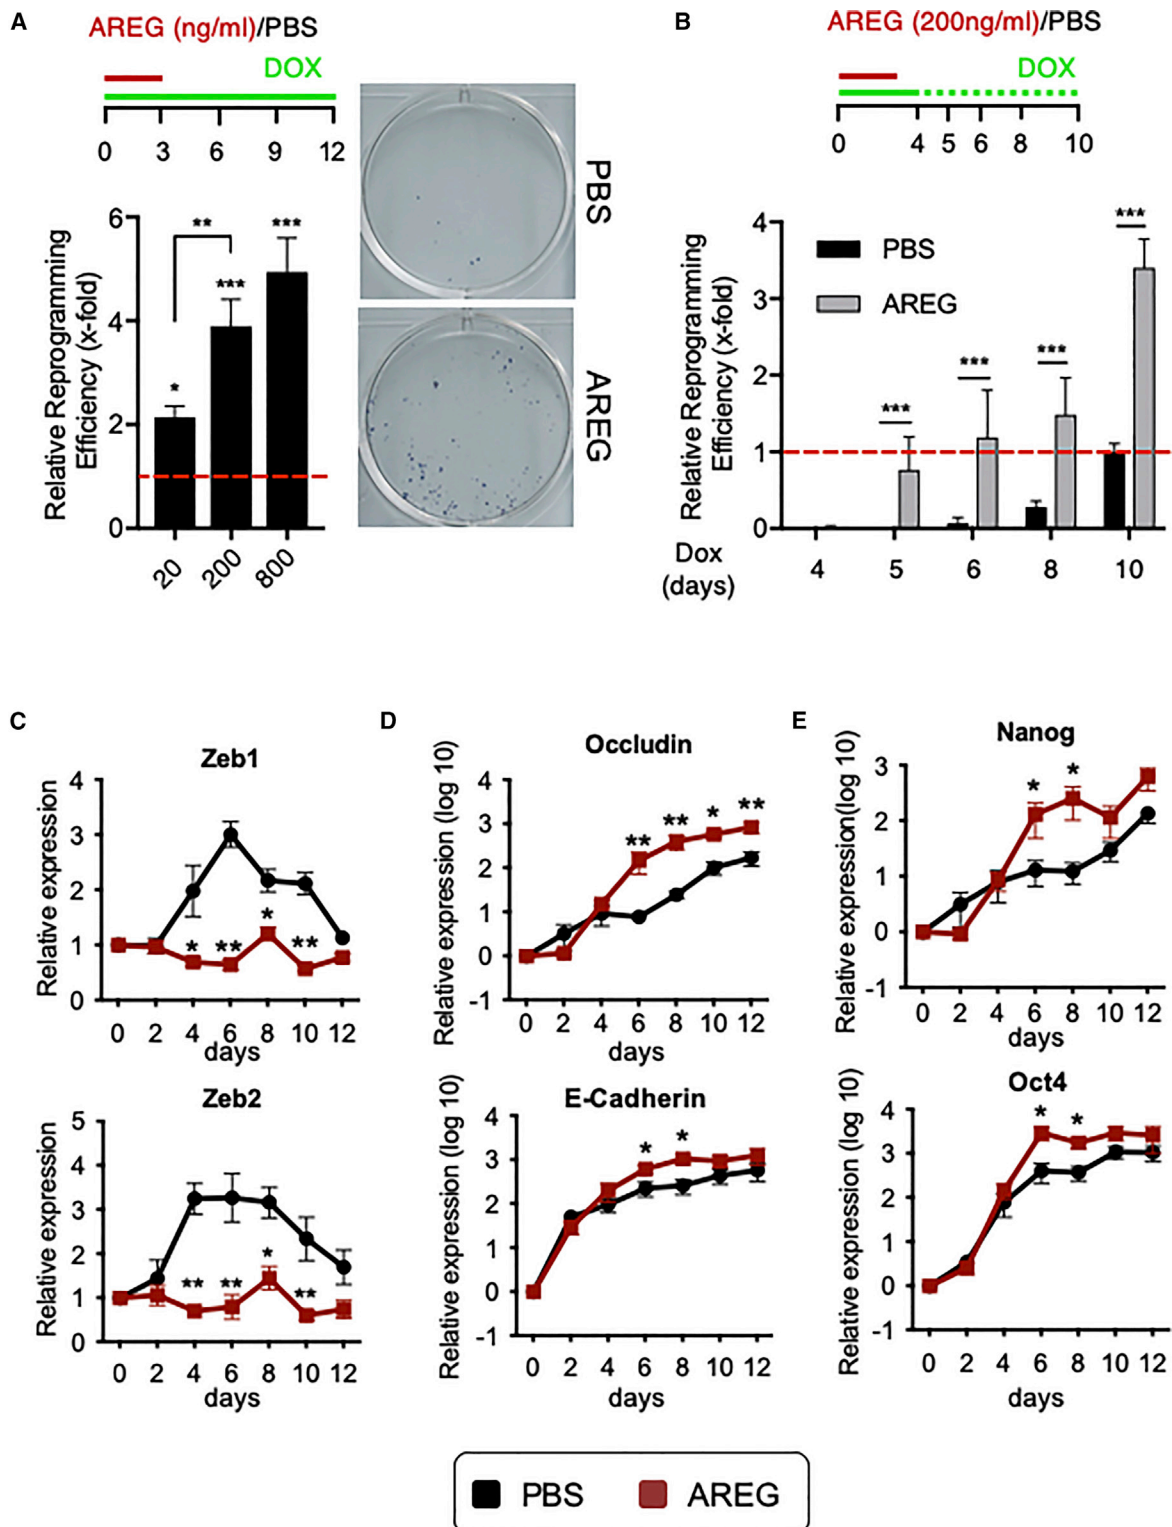 A
AREG (ng/ml)/PBS
DOX
0 3 6 9 12
Relative Reprogramming
Efficiency (x-fold)
6
4
2
0
*
**
***
***
20 200 800
PBS
AREG
B
AREG (200ng/ml)/PBS
DOX
0 4 5 6 8 10
Relative Reprogramming
Efficiency (x-fold)
4
3
2
1
0
PBS
AREG
***
***
***
***
Dox
(days)
4 5 6 8 10
C
Zeb1
Relative expression
4
3
2
1
0
* ** * **
0 2 4 6 8 10 12
days
Zeb2
Relative expression
5
4
3
2
1
0
** ** * **
0 2 4 6 8 10 12
days
D
Occludin
Relative expression (log 10)
4
3
2
1
0
-1
** ** * **
0 2 4 6 8 10 12
days
E-Cadherin
Relative expression (log 10)
4
3
2
1
0
-1
* *
0 2 4 6 8 10 12
days
E
Nanog
Relative expression(log 10)
3
2
1
0
-1
* *
0 2 4 6 8 10 12
days
Oct4
Relative expression (log 10)
4
3
2
1
0
-1
* *
0 2 4 6 8 10 12
days
PBS AREG